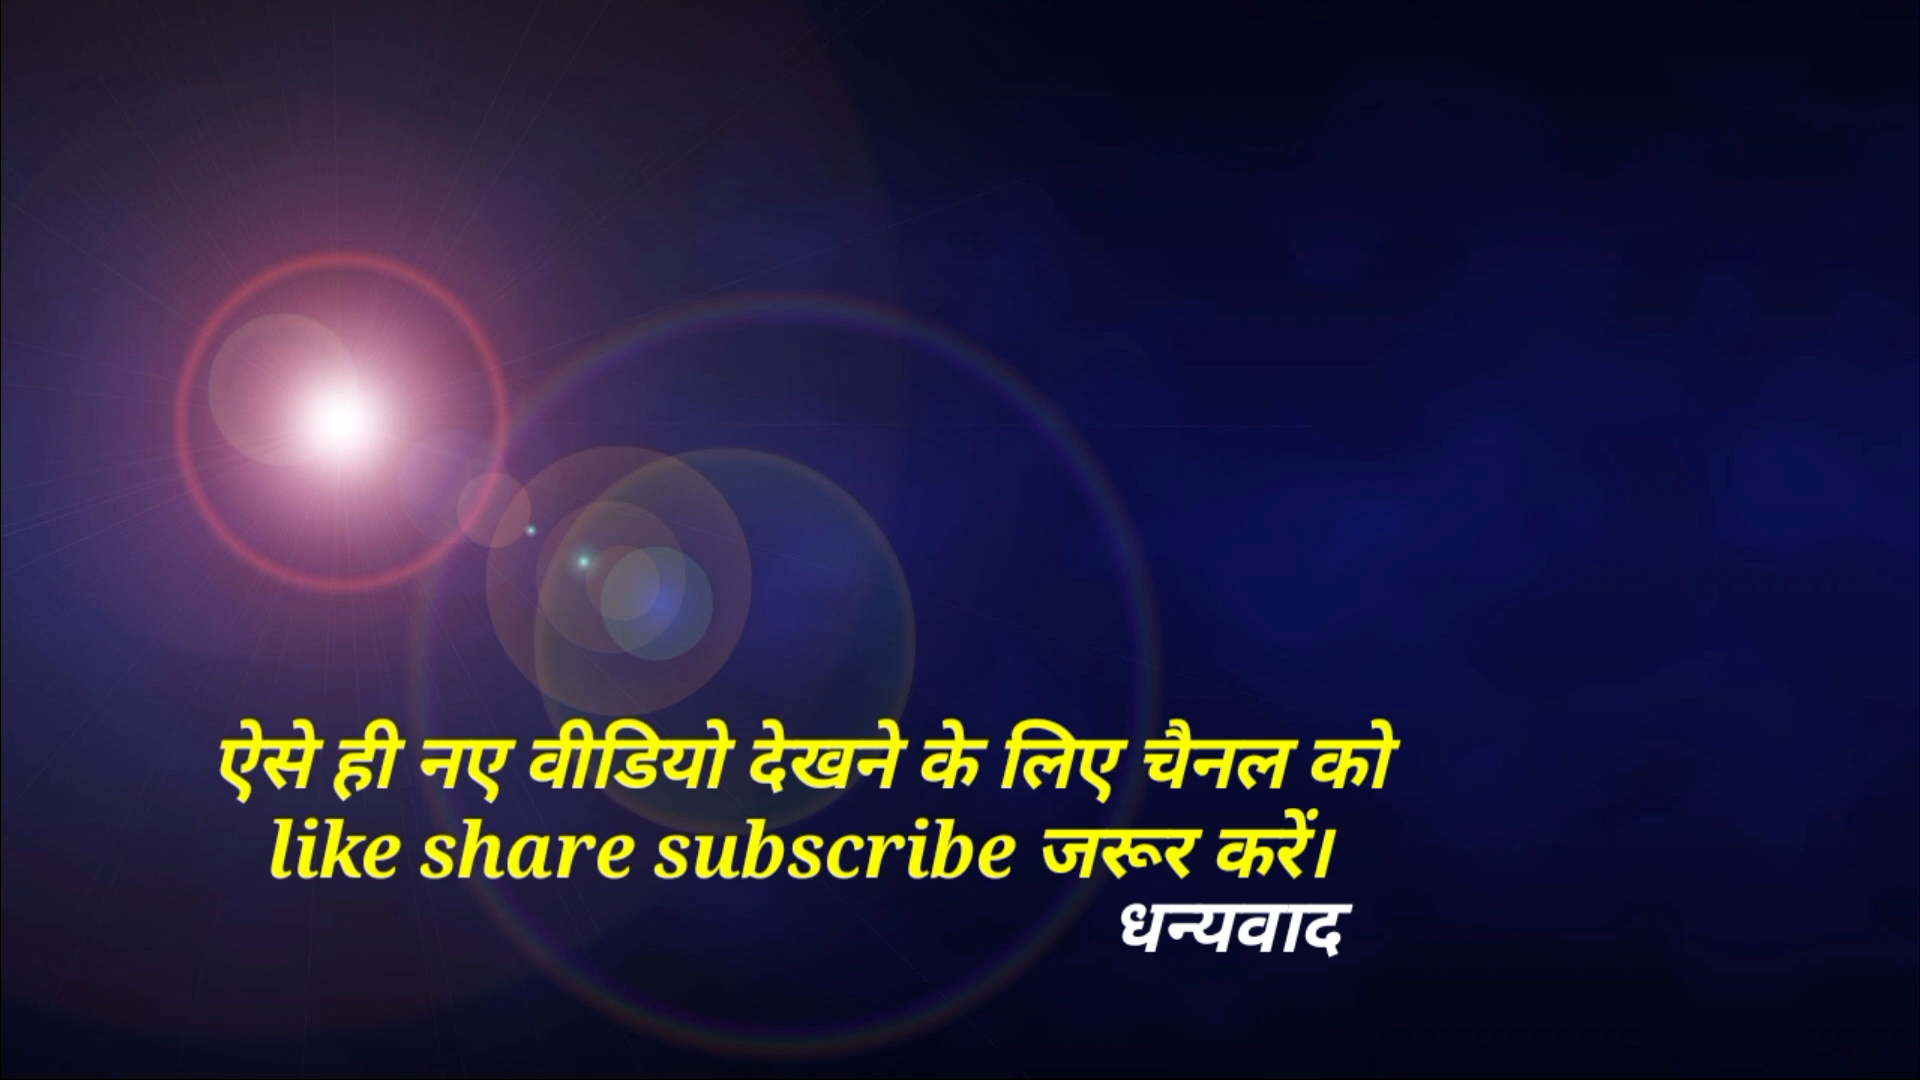 ऐसे ही नए वीडियो देखने के लिए चैनल को
like share subscribe जरूर करें।
धन्यवाद